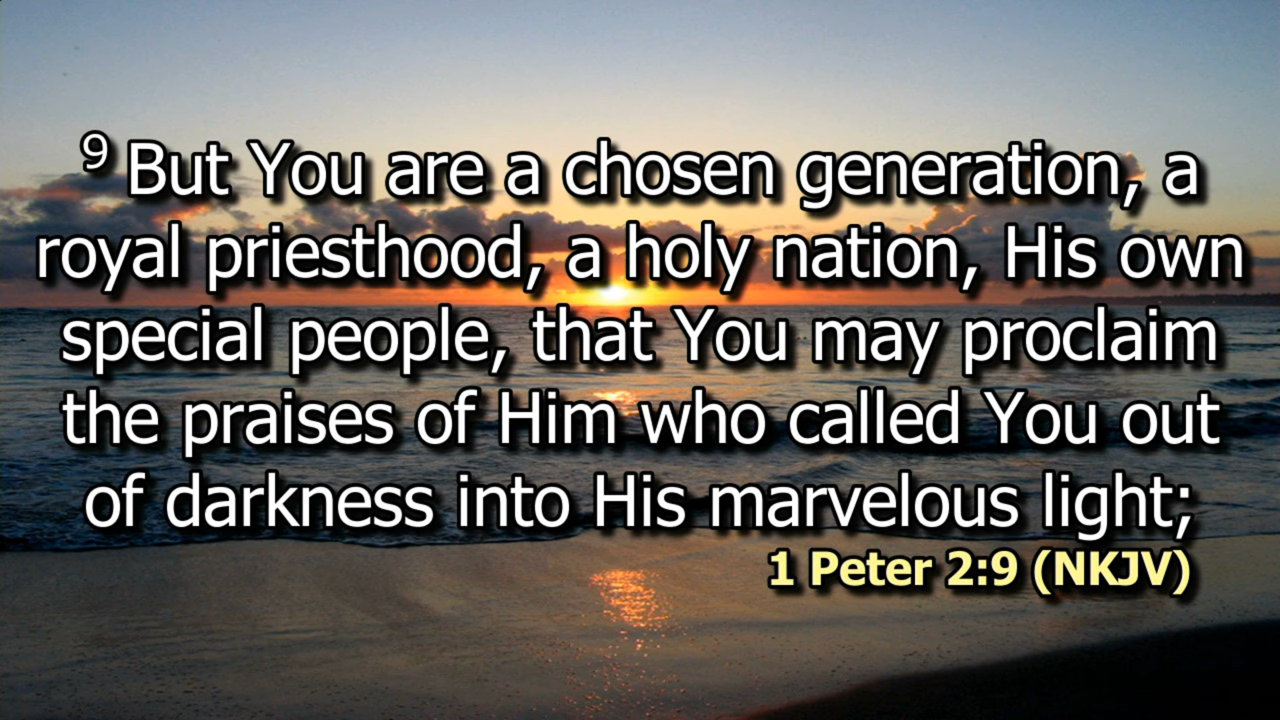 9 But You are a chosen generation, a
royal priesthood, a holy nation, His own
special people, that You may proclaim
the praises of Him who called You out
of darkness into His marvelous light;
1 Peter 2:9 (NKJV)